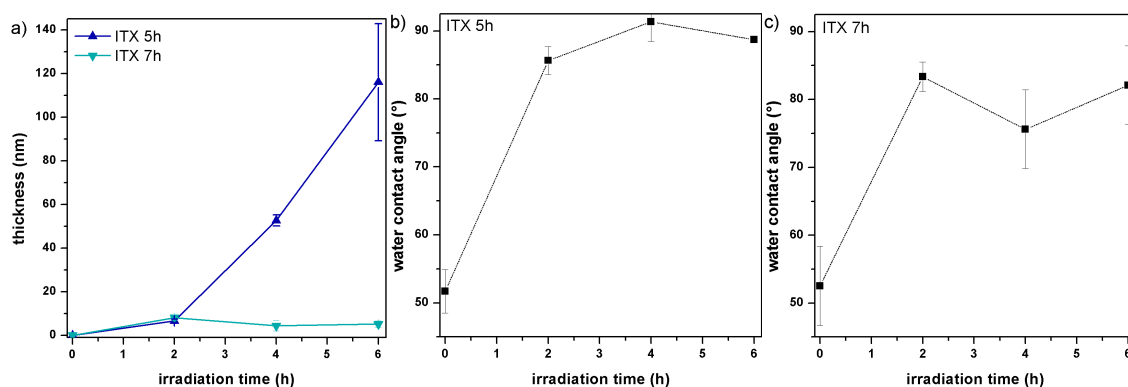 a)
ITX 5h
ITX 7h
thickness (nm)
140
120
100
80
60
40
20
0
0 1 2 3 4 5 6
irradiation time (h)
b)
ITX 5h
water contact angle (°)
90
80
70
60
50
0 2 4 6
irradiation time (h)
c)
ITX 7h
water contact angle (°)
90
80
70
60
50
0 1 2 3 4 5 6
irradiation time (h)